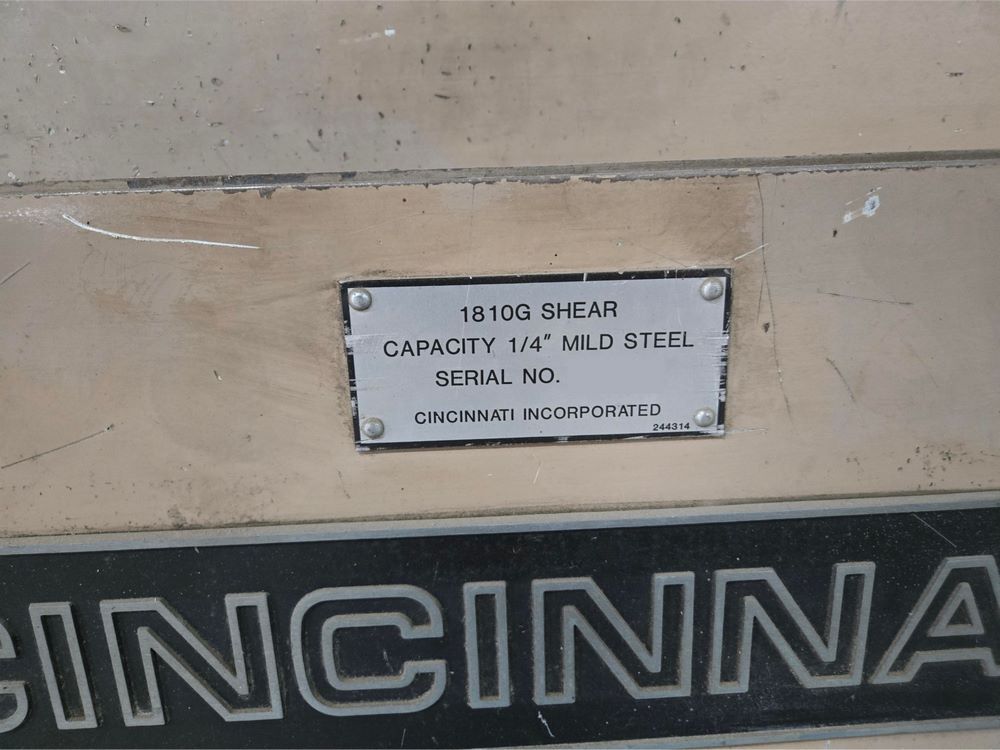 1810G SHEAR
CAPACITY 1/4" MILD STEEL
SERIAL NO.
CINCINNATI INCORPORATED
244314
CINCINNA